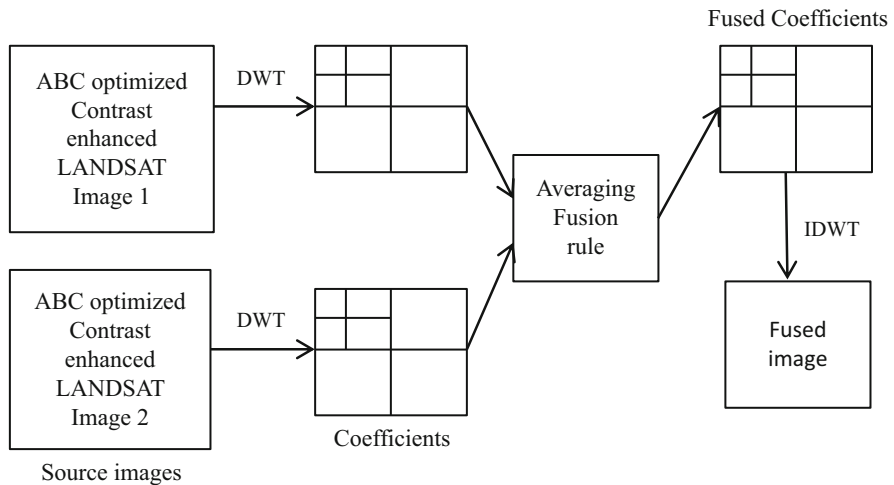 Fused Coefficients
ABC optimized
Contrast
enhanced
LANDSAT
Image 1
DWT
Averaging
Fusion
rule
IDWT
ABC optimized
Contrast
enhanced
LANDSAT
Image 2
DWT
Fused
image
Coefficients
Source images